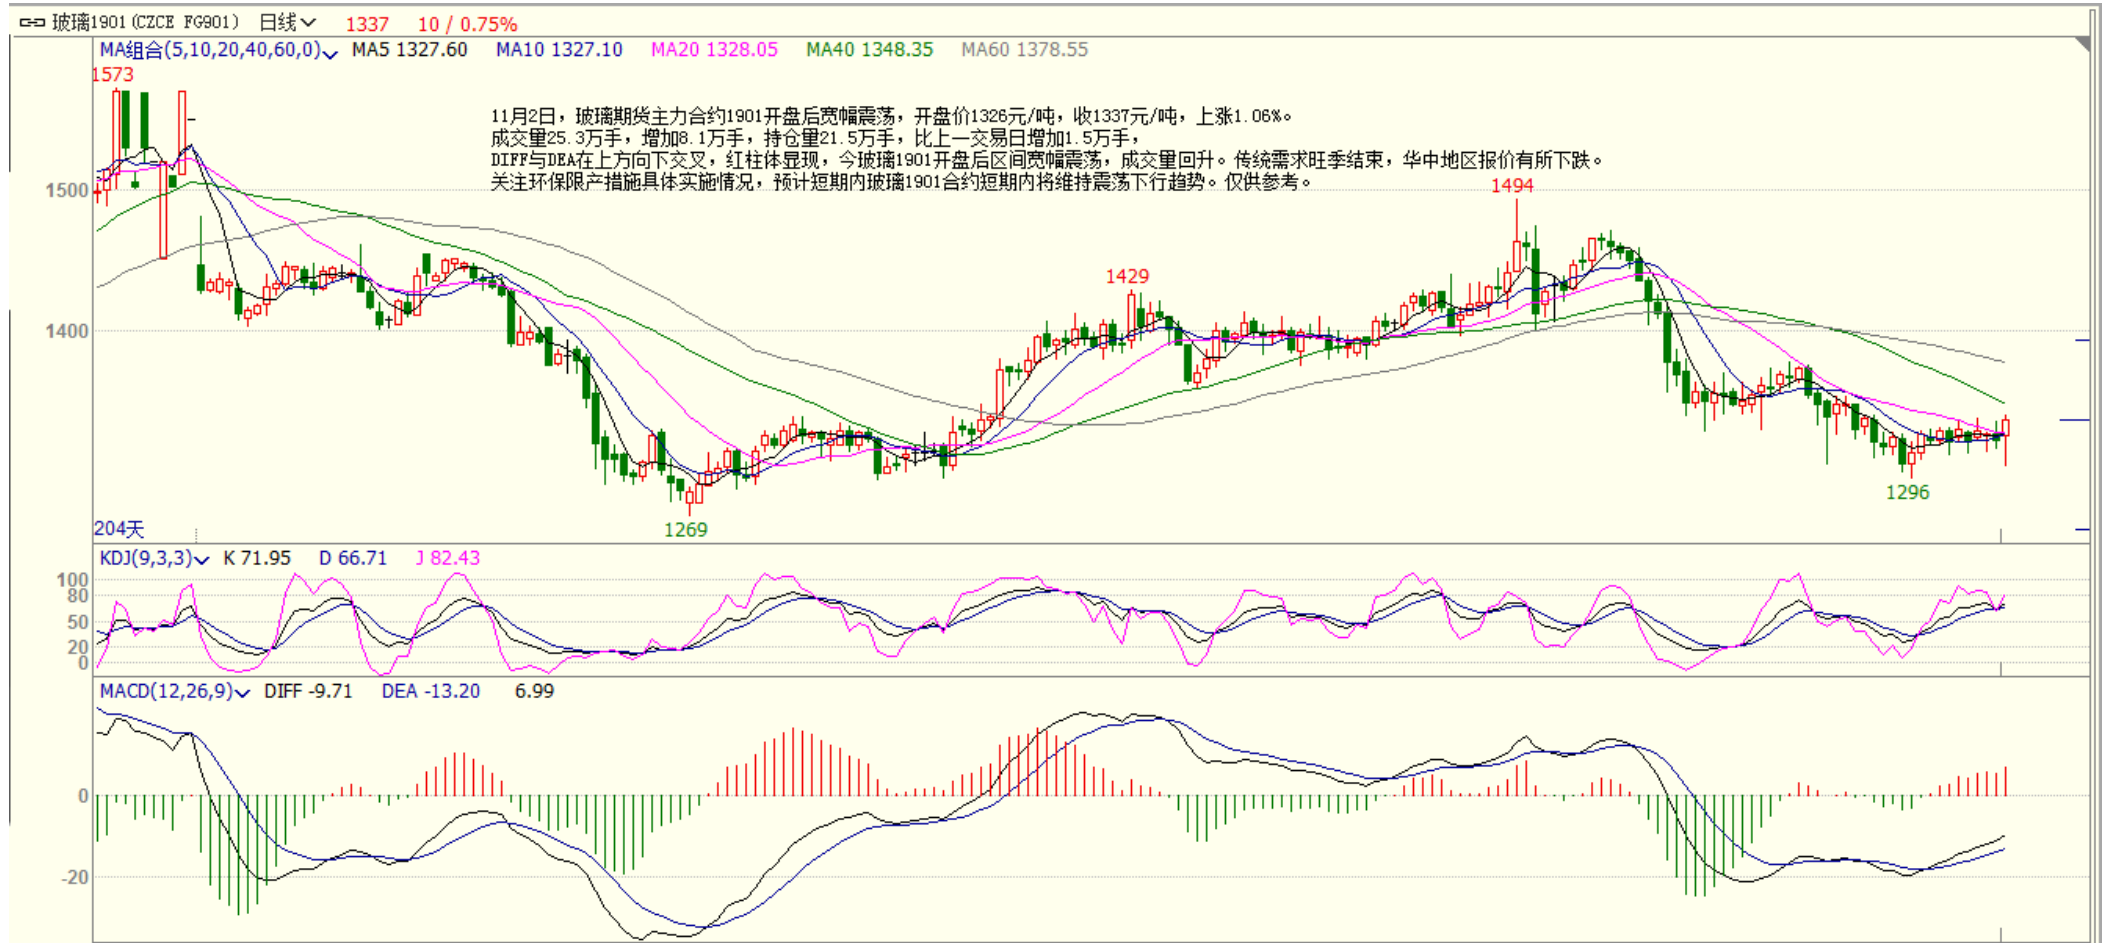 玻璃1901(CZCE FG901) 日线 1337 10 / 0.75%
MA组合(5,10,20,40,60,0) MA5 1327.60 MA10 1327.10 MA20 1328.05 MA40 1348.35 MA60 1378.55
1573
11月2日，玻璃期货主力合约1901开盘后宽幅震荡，开盘价1326元/吨，收1337元/吨，上涨1.06%。
成交量25.3万手，增加8.1万手，持仓量21.5万手，比上一交易日增加1.5万手，
DIFF与DEA在上方向下交叉，红柱体显现，今玻璃1901开盘后区间宽幅震荡，成交量回升。传统需求旺季结束，华中地区报价有所下跌。
关注环保限产措施具体实施情况，预计短期内玻璃1901合约短期内将维持震荡下行趋势。仅供参考。
1500
1494
1429
1400
1296
1269
204天
KDJ(9,3,3) K 71.95 D 66.71 J 82.43
100
80
50
20
0
MACD(12,26,9) DIFF -9.71 DEA -13.20 6.99
0
-20